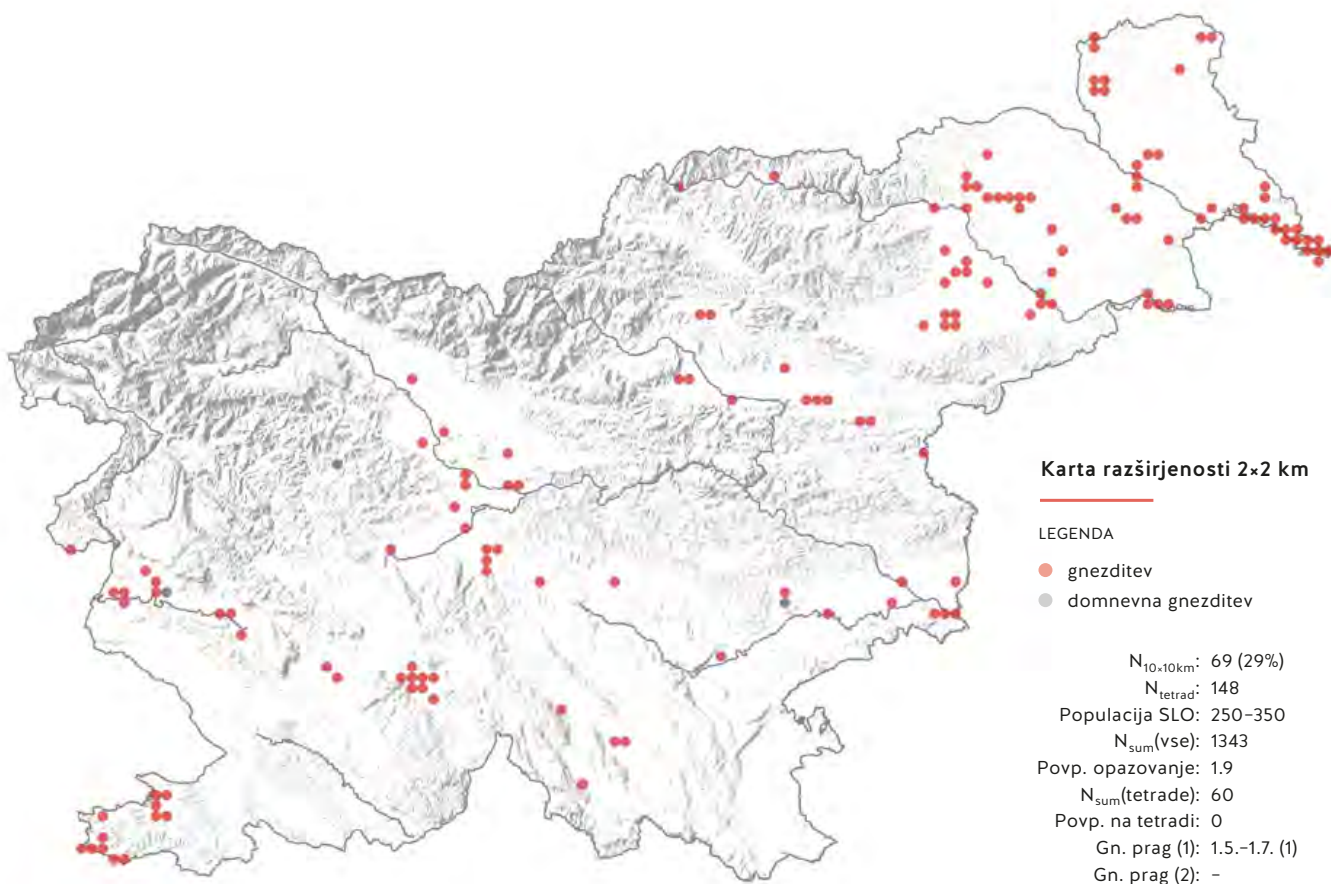 Karta razširjenosti 2×2 km
LEGENDA
gnezditev
domnevna gnezditev
N10×10km: 69 (29%)
Ntetrad: 148
Populacija SLO: 250–350
Nsum(vse): 1343
Povp. opazovanje: 1.9
Nsum(tetrade): 60
Povp. na tetradi: 0
Gn. prag (1): 1.5.–1.7. (1)
Gn. prag (2): –